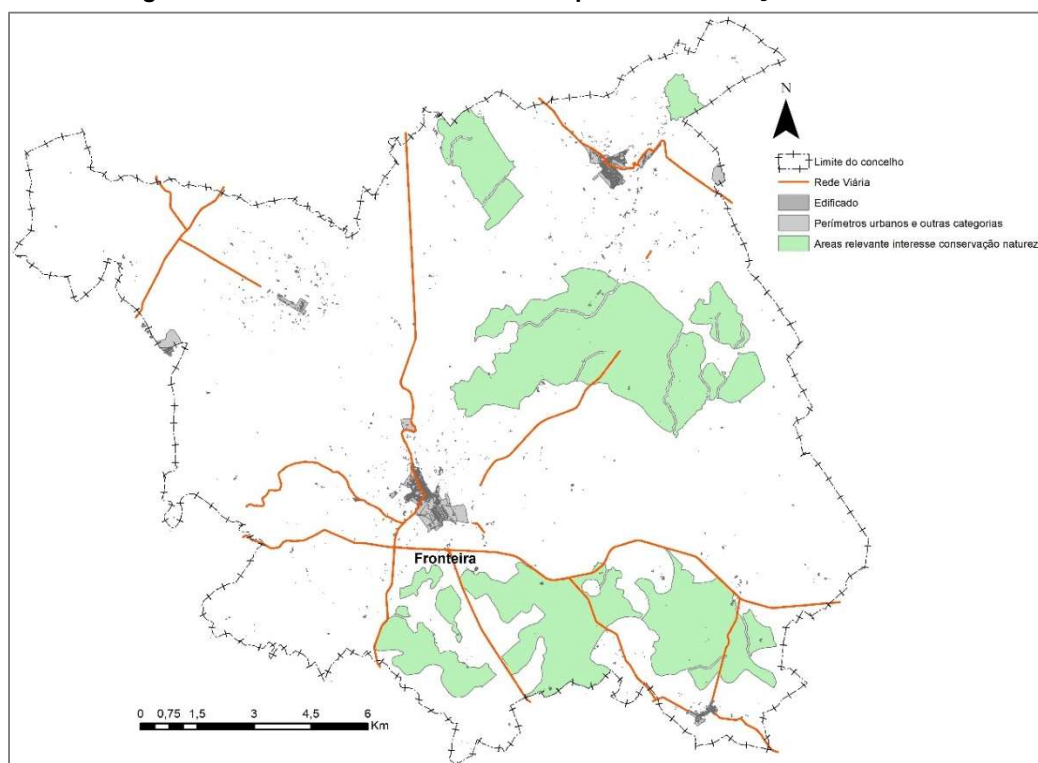 N
Limite do concelho
Rede Viária
Edificado
Perímetros urbanos e outras categorias
Areas relevante interesse conservação naturez
Fronteira
0 0,75 1,5 3 4,5 6
Km